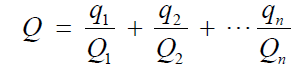 Q = q₁/Q₁ + q₂/Q₂ + ⋯ qₙ/Qₙ